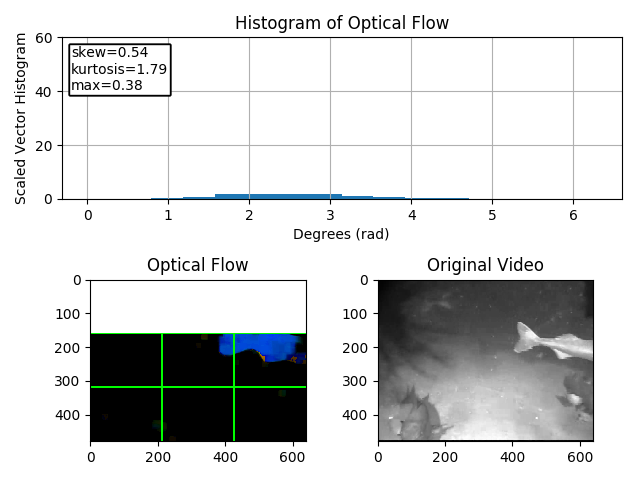 Histogram of Optical Flow
Scaled Vector Histogram
60
40
20
0
skew=0.54
kurtosis=1.79
max=0.38
0 1 2 3 4 5 6
Degrees (rad)
Optical Flow
0
100
200
300
400
0 200 400 600
Original Video
0
100
200
300
400
0 200 400 600